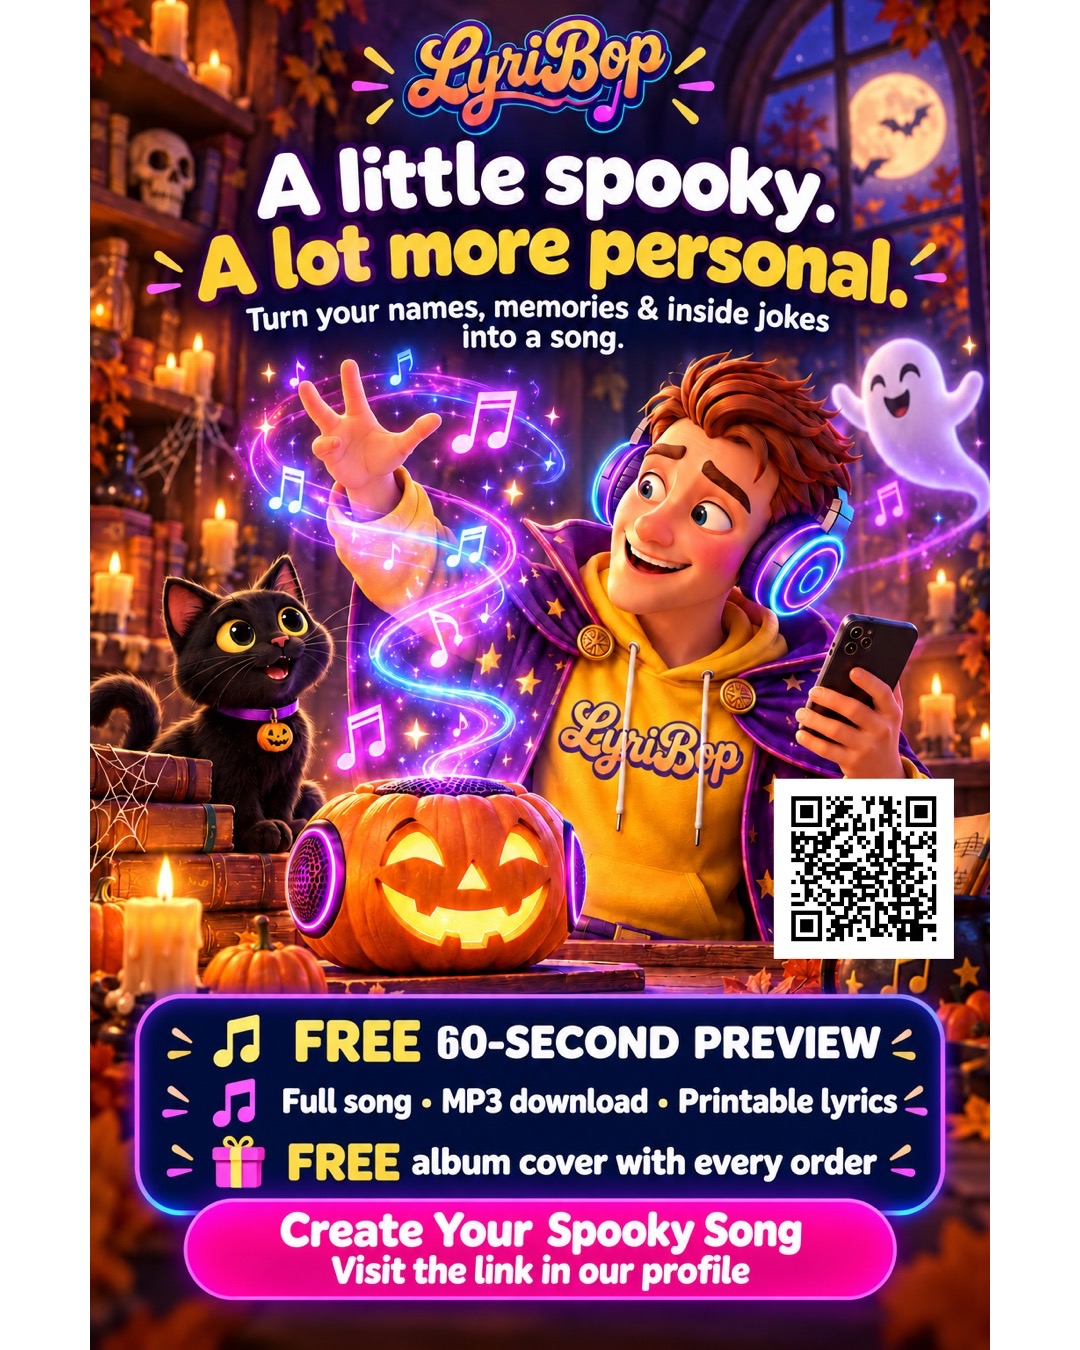 LyriBop
A little spooky.
A lot more personal.
Turn your names, memories & inside jokes
into a song.
LyriBop
FREE 60-SECOND PREVIEW
Full song • MP3 download • Printable lyrics
FREE album cover with every order
Create Your Spooky Song
Visit the link in our profile